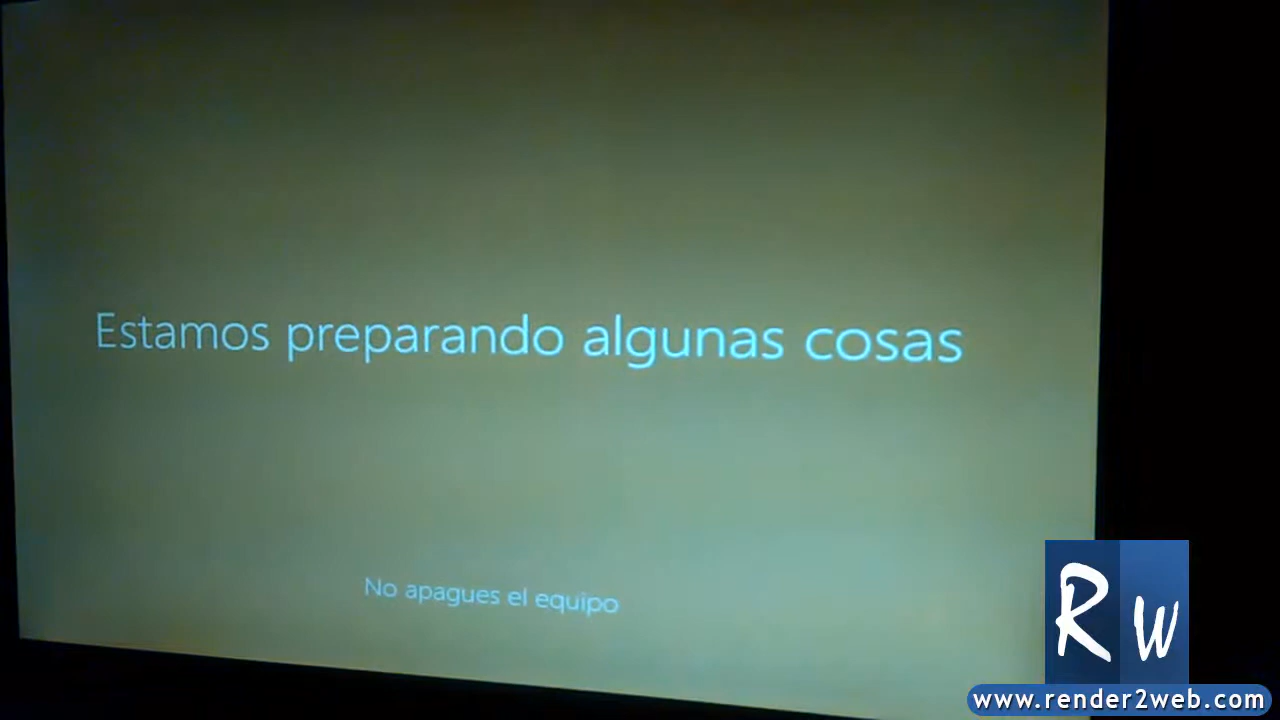 Estamos preparando algunas cosas
No apagues el equipo
RW
www.render2web.com